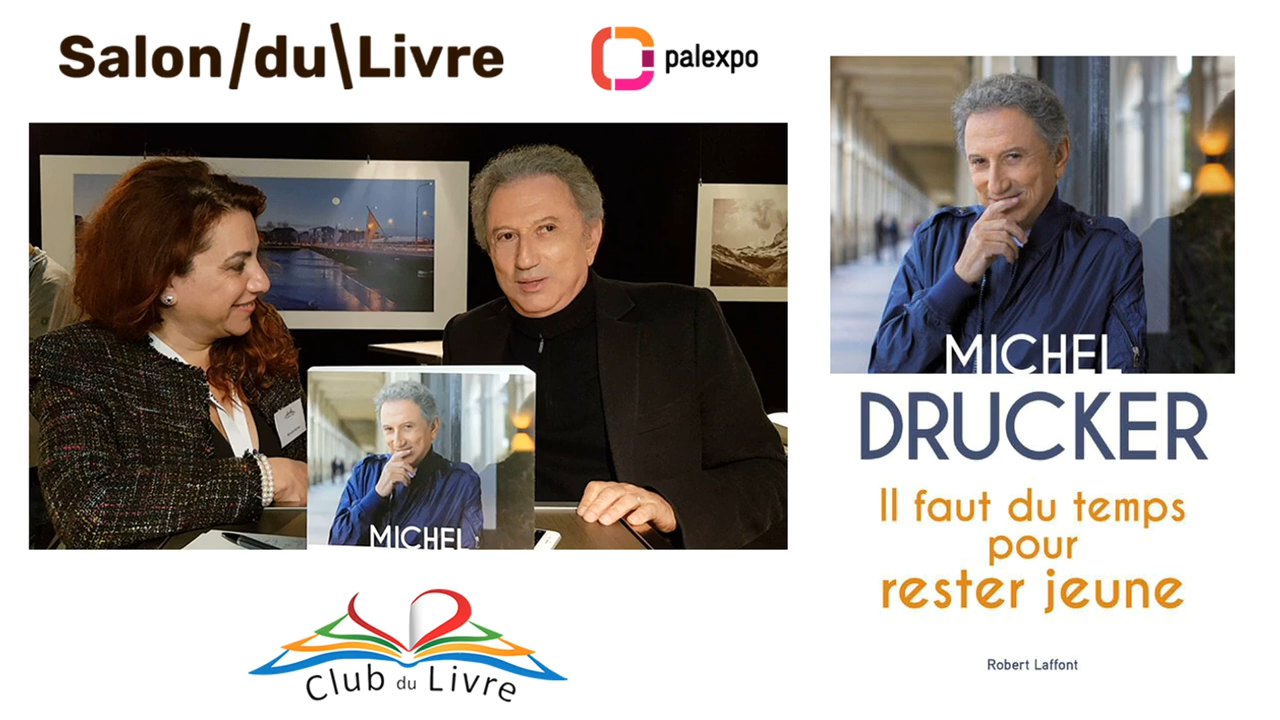 Salon/du\Livre
palexpo
MICHEL
Club du Livre
MICHEL
DRUCKER
Il faut du temps
pour
rester jeune
Robert Laffont